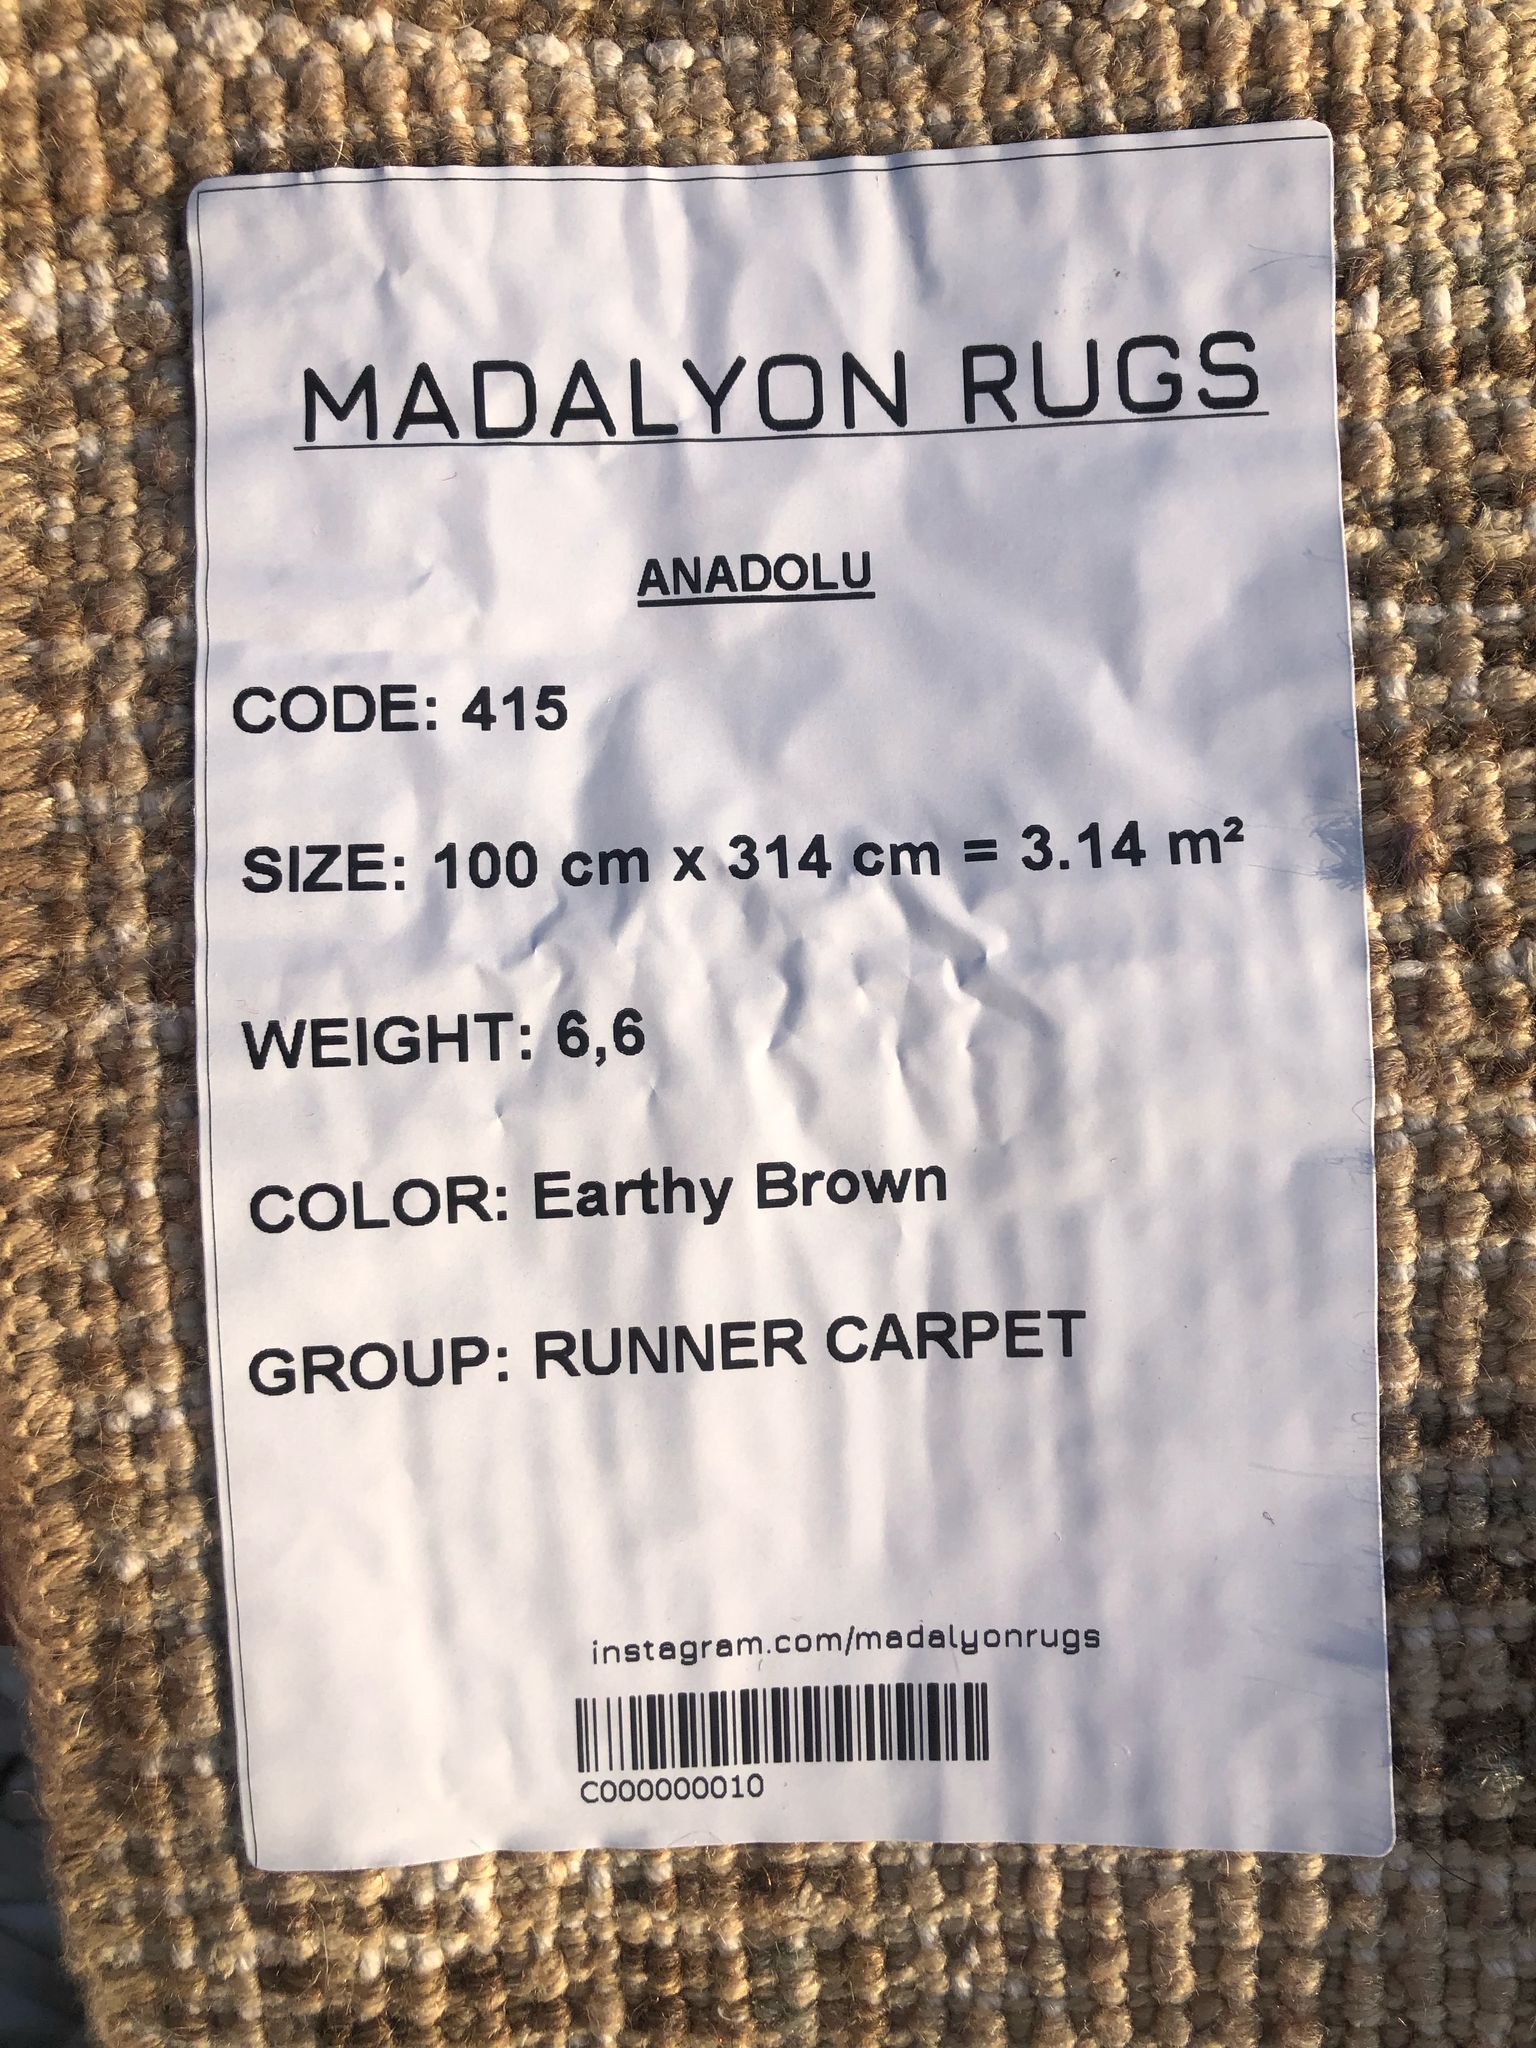 MADALYON RUGS
ANADOLU
CODE: 415
SIZE: 100 cm x 314 cm = 3.14 m²
WEIGHT: 6,6
COLOR: Earthy Brown
GROUP: RUNNER CARPET
instagram.com/madalyonrugs
C000000010